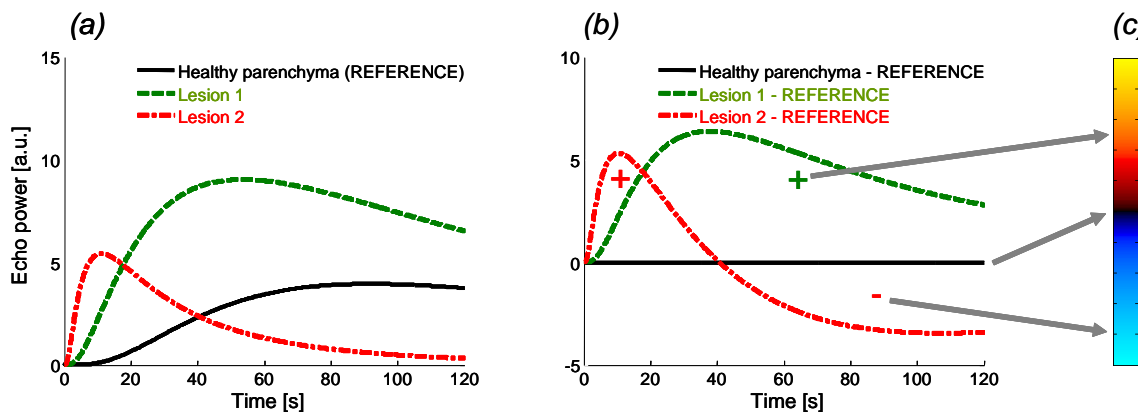 (a)
15
10
5
0
Echo power [a.u.]
Healthy parenchyma (REFERENCE)
Lesion 1
Lesion 2
0 20 40 60 80 100 120
Time [s]
(b)
10
5
0
-5
Healthy parenchyma - REFERENCE
Lesion 1 - REFERENCE
Lesion 2 - REFERENCE
+
+
-
0 20 40 60 80 100 120
Time [s]
(c)